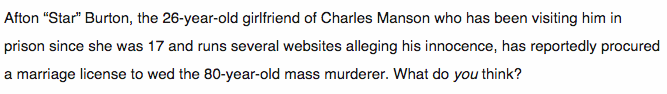 Afton “Star” Burton, the 26-year-old girlfriend of Charles Manson who has been visiting him in
prison since she was 17 and runs several websites alleging his innocence, has reportedly procured
a marriage license to wed the 80-year-old mass murderer. What do you think?